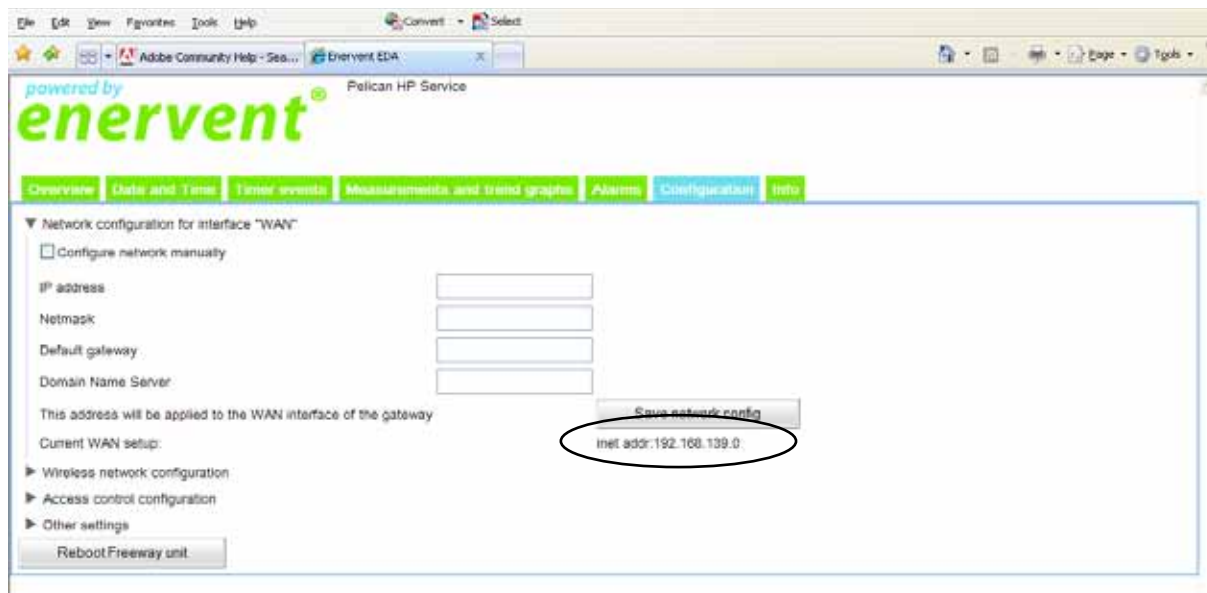 File Edit View Favorites Tools Help Convert Select
Adobe Community Help - Sea... Enervent EDA Page Tools
powered by Pelican HP Service
enervent®
Overview Date and Time Timer events Measurements and trend graphs Alarms Configuration Info
Network configuration for interface "WAN"
Configure network manually
IP address
Netmask
Default gateway
Domain Name Server
This address will be applied to the WAN interface of the gateway Save network config
Current WAN setup: inet addr:192.168.139.0
Wireless network configuration
Access control configuration
Other settings
Reboot Freeway unit